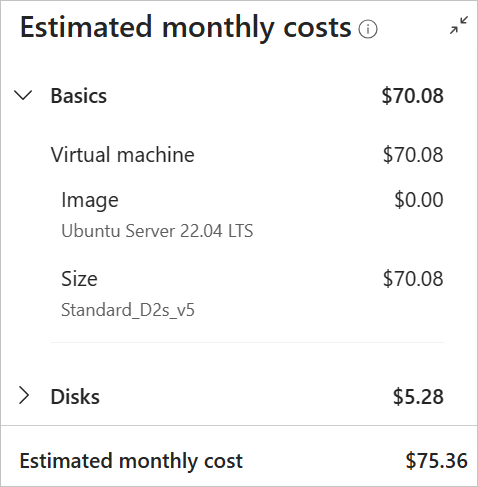 Estimated monthly costs
Basics $70.08
Virtual machine $70.08
Image $0.00
Ubuntu Server 22.04 LTS
Size $70.08
Standard_D2s_v5
Disks $5.28
Estimated monthly cost $75.36